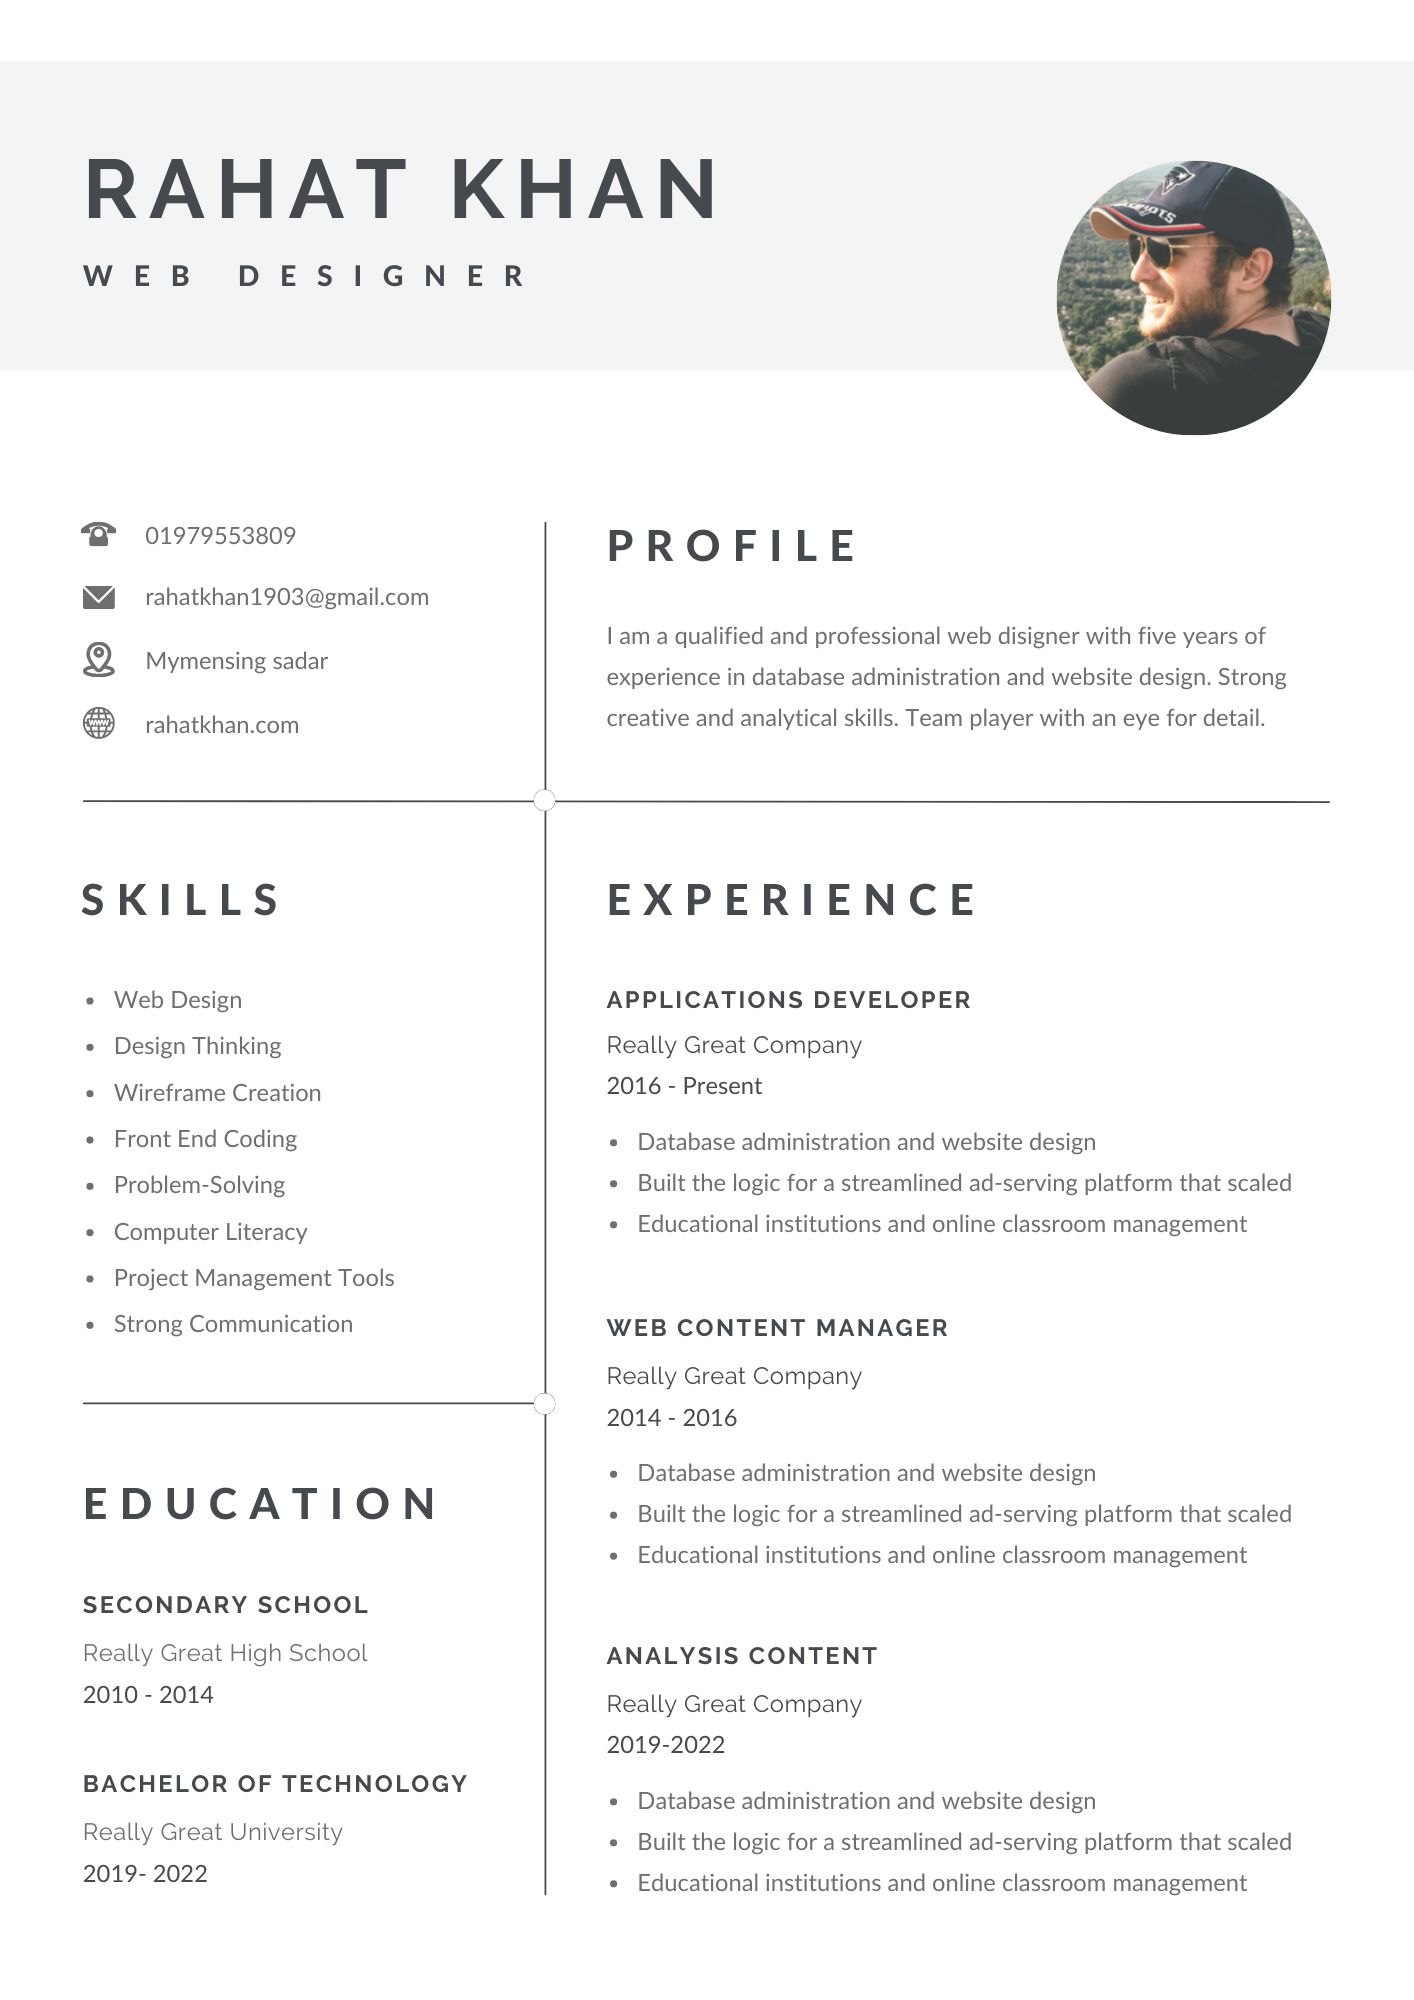 RAHAT KHAN
WEB DESIGNER
01979553809
rahatkhan1903@gmail.com
Mymensing sadar
rahatkhan.com
PROFILE
I am a qualified and professional web disigner with five years of
experience in database administration and website design. Strong
creative and analytical skills. Team player with an eye for detail.
SKILLS
• Web Design
• Design Thinking
• Wireframe Creation
• Front End Coding
• Problem-Solving
• Computer Literacy
• Project Management Tools
• Strong Communication
EDUCATION
SECONDARY SCHOOL
Really Great High School
2010 - 2014
BACHELOR OF TECHNOLOGY
Really Great University
2019- 2022
EXPERIENCE
APPLICATIONS DEVELOPER
Really Great Company
2016 - Present
• Database administration and website design
• Built the logic for a streamlined ad-serving platform that scaled
• Educational institutions and online classroom management
WEB CONTENT MANAGER
Really Great Company
2014 - 2016
• Database administration and website design
• Built the logic for a streamlined ad-serving platform that scaled
• Educational institutions and online classroom management
ANALYSIS CONTENT
Really Great Company
2019-2022
• Database administration and website design
• Built the logic for a streamlined ad-serving platform that scaled
• Educational institutions and online classroom management